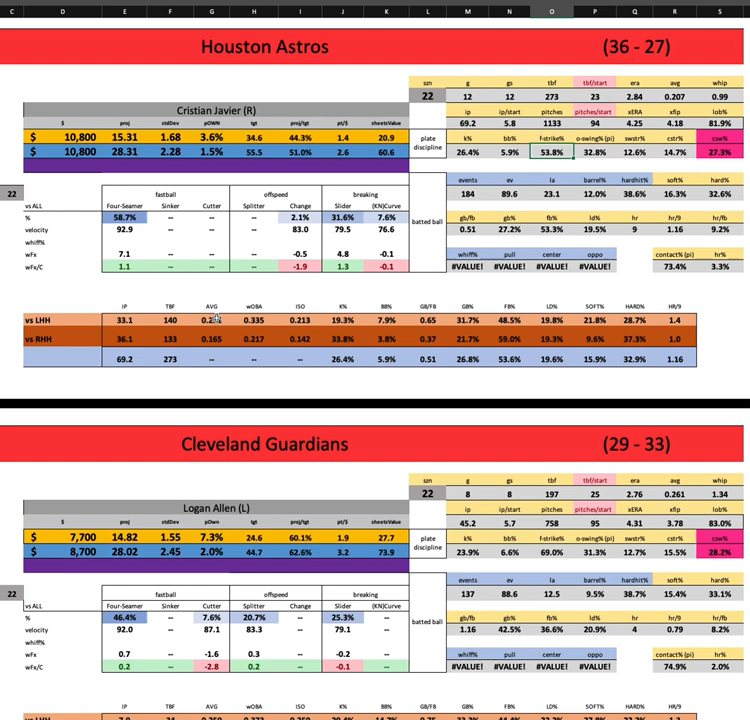 C D E F G H I J K L M N O P Q R S
Houston Astros (36 - 27)
szn g gs tbf tbf/start era avg whip
22 12 12 273 23 2.84 0.207 0.99
Cristian Javier (R) ip ip/start pitches pitches/start xERA xfip lob%
$ proj stdDev pOWN tgt proj/tgt pt/$ sheetsValue 69.2 5.8 1133 94 4.25 4.18 81.9%
$ 10,800 15.31 1.68 3.6% 34.6 44.3% 1.4 20.9 plate discipline k% bb% f-strike% o-swing% (pi) swstr% cstr% csw%
$ 10,800 28.31 2.28 1.5% 55.5 51.0% 2.6 60.6 26.4% 5.9% 53.8% 32.8% 12.6% 14.7% 27.3%
events ev la barrel% hardhit% soft% hard%
22 fastball offspeed breaking 184 89.6 23.1 12.0% 38.6% 16.3% 32.6%
vs ALL Four-Seamer Sinker Cutter Splitter Change Slider (KN)Curve batted ball
% 58.7% -- -- -- 2.1% 31.6% 7.6% gb/fb gb% fb% ld% hr hr/9 hr/fb
velocity 92.9 -- -- -- 83.0 79.5 76.6 0.51 27.2% 53.3% 19.5% 9 1.16 9.2%
whiff%
wFx 7.1 -- -- -- -0.5 4.8 -0.1 whiff% pull center oppo contact% (pi) hr%
wFx/C 1.1 -- -- -- -1.9 1.3 -0.1 #VALUE! #VALUE! #VALUE! #VALUE! 73.4% 3.3%
IP TBF AVG wOBA ISO K% BB% GB/FB GB% FB% LD% SOFT% HARD% HR/9
vs LHH 33.1 140 0.335 0.213 19.3% 7.9% 0.65 31.7% 48.5% 19.8% 21.8% 28.7% 1.4
vs RHH 36.1 133 0.165 0.217 0.142 33.8% 3.8% 0.37 21.7% 59.0% 19.3% 9.6% 37.3% 1.0
69.2 273 -- -- -- 26.4% 5.9% 0.51 26.8% 53.6% 19.6% 15.9% 32.9% 1.16
Cleveland Guardians (29 - 33)
szn g gs tbf tbf/start era avg whip
22 8 8 197 25 2.76 0.261 1.34
Logan Allen (L) ip ip/start pitches pitches/start xERA xfip lob%
$ proj stdDev pOwn tgt proj/tgt pt/$ sheetsValue 45.2 5.7 758 95 4.31 3.78 83.0%
$ 7,700 14.82 1.55 7.3% 24.6 60.1% 1.9 27.7 plate discipline k% bb% f-strike% o-swing% (pi) swstr% cstr% csw%
$ 8,700 28.02 2.45 2.0% 44.7 62.6% 3.2 73.9 23.9% 6.6% 69.0% 31.3% 12.7% 15.5% 28.2%
events ev la barrel% hardhit% soft% hard%
22 fastball offspeed breaking 137 88.6 12.5 9.5% 38.7% 15.4% 33.1%
vs ALL Four-Seamer Sinker Cutter Splitter Change Slider (KN)Curve batted ball
% 46.4% -- 7.6% 20.7% -- 25.3% -- gb/fb gb% fb% ld% hr hr/9 hr/fb
velocity 92.0 -- 87.1 83.3 -- 79.1 -- 1.16 42.5% 36.6% 20.9% 4 0.79 8.2%
whiff%
wFx 0.7 -- -1.6 0.3 -- -0.2 -- whiff% pull center oppo contact% (pi) hr%
wFx/C 0.2 -- -2.8 0.2 -- -0.1 -- #VALUE! #VALUE! #VALUE! #VALUE! 74.9% 2.0%
IP TBF AVG wOBA ISO K% BB% GB/FB GB% FB% LD% SOFT% HARD% HR/9